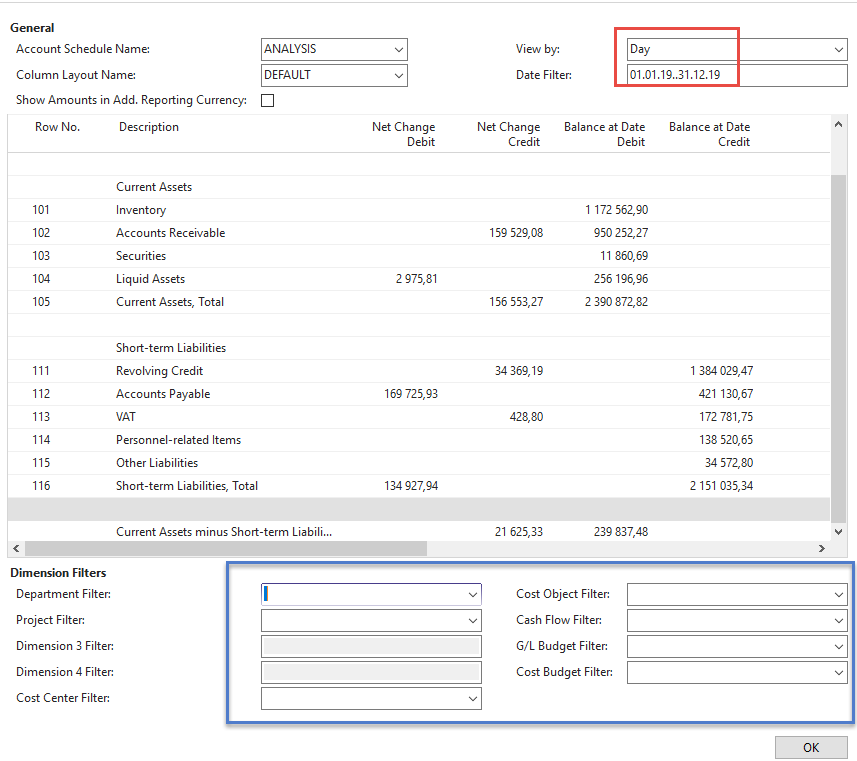 General
Account Schedule Name: ANALYSIS View by: Day
Column Layout Name: DEFAULT Date Filter: 01.01.19..31.12.19
Show Amounts in Add. Reporting Currency:
Row No. Description Net Change Debit Net Change Credit Balance at Date Debit Balance at Date Credit
Current Assets
101 Inventory 1 172 562,90
102 Accounts Receivable 159 529,08 950 252,27
103 Securities 11 860,69
104 Liquid Assets 2 975,81 256 196,96
105 Current Assets, Total 156 553,27 2 390 872,82
Short-term Liabilities
111 Revolving Credit 34 369,19 1 384 029,47
112 Accounts Payable 169 725,93 421 130,67
113 VAT 428,80 172 781,75
114 Personnel-related Items 138 520,65
115 Other Liabilities 34 572,80
116 Short-term Liabilities, Total 134 927,94 2 151 035,34
Current Assets minus Short-term Liabili... 21 625,33 239 837,48
Dimension Filters
Department Filter: Cost Object Filter:
Project Filter: Cash Flow Filter:
Dimension 3 Filter: G/L Budget Filter:
Dimension 4 Filter: Cost Budget Filter:
Cost Center Filter:
OK